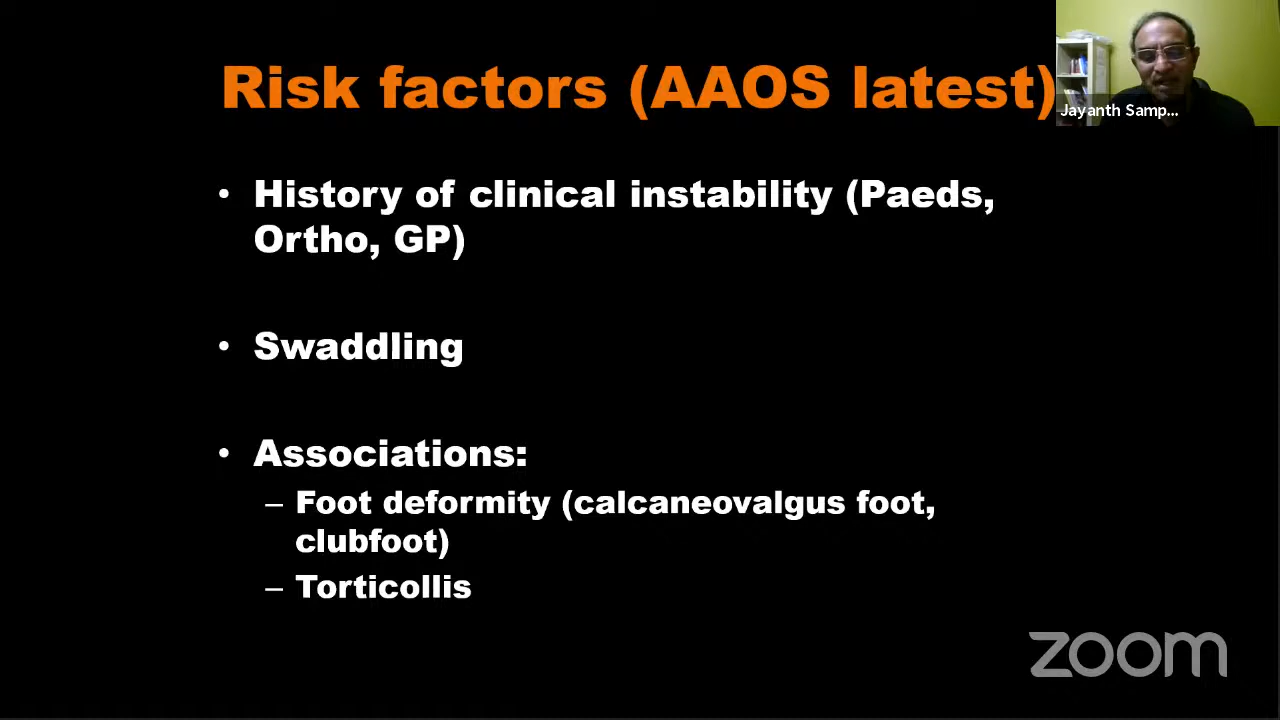 Risk factors (AAOS latest)
Jayanth Samp...
• History of clinical instability (Paeds,
Ortho, GP)
• Swaddling
• Associations:
– Foot deformity (calcaneovalgus foot,
clubfoot)
– Torticollis
zoom